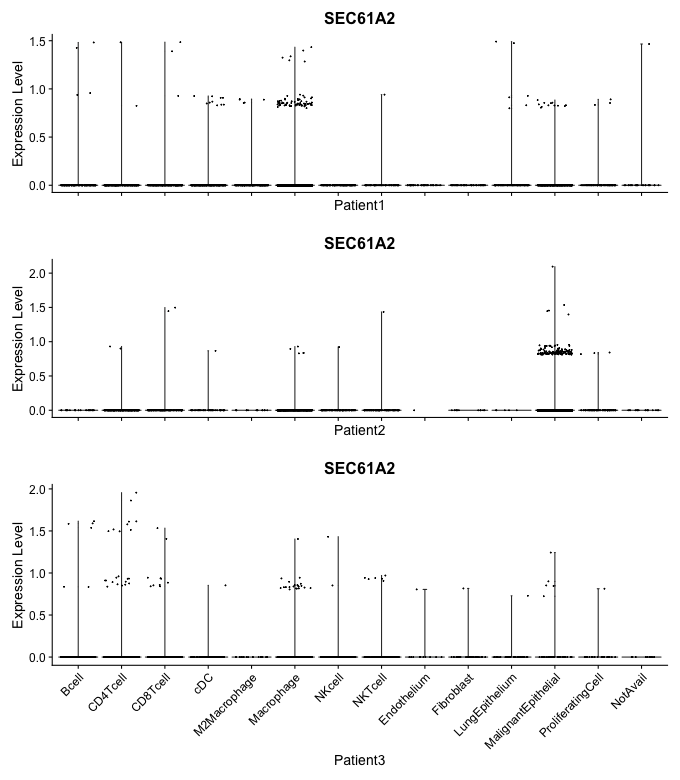 SEC61A2
Expression Level
1.5
1.0
0.5
0.0
Patient1
SEC61A2
Expression Level
2.0
1.5
1.0
0.5
0.0
Patient2
SEC61A2
Expression Level
2.0
1.5
1.0
0.5
0.0
Bcell
CD4Tcell
CD8Tcell
cDC
M2Macrophage
Macrophage
NKcell
NKTcell
Endothelium
Fibroblast
LungEpithelium
MalignantEpithelial
ProliferatingCell
NotAvail
Patient3